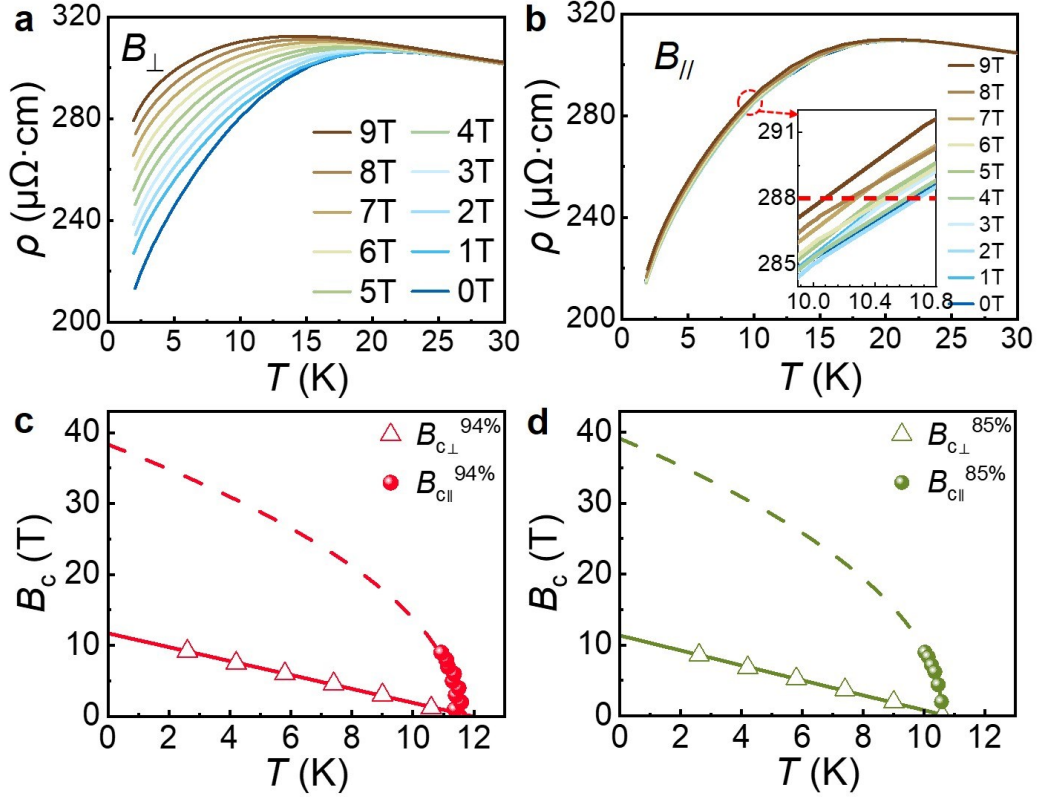 a
B⊥
ρ (μΩ·cm)
320
280
240
200
9T 4T
8T 3T
7T 2T
6T 1T
5T 0T
0 5 10 15 20 25 30
T (K)
b
B//
ρ (μΩ·cm)
320
280
240
200
9T
8T
7T
6T
5T
4T
3T
2T
1T
0T
291
288
285
10.0 10.4 10.8
0 5 10 15 20 25 30
T (K)
c
Bc (T)
40
30
20
10
0
Bc⊥94%
Bc∥94%
0 2 4 6 8 10 12
T (K)
d
Bc (T)
40
30
20
10
0
Bc⊥85%
Bc∥85%
0 2 4 6 8 10 12
T (K)